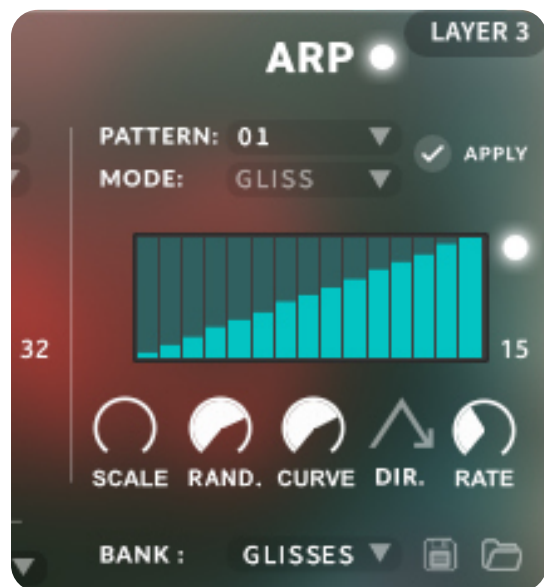 LAYER 3
ARP
PATTERN: 01
APPLY
MODE: GLISS
32
15
SCALE RAND. CURVE DIR. RATE
BANK : GLISSES